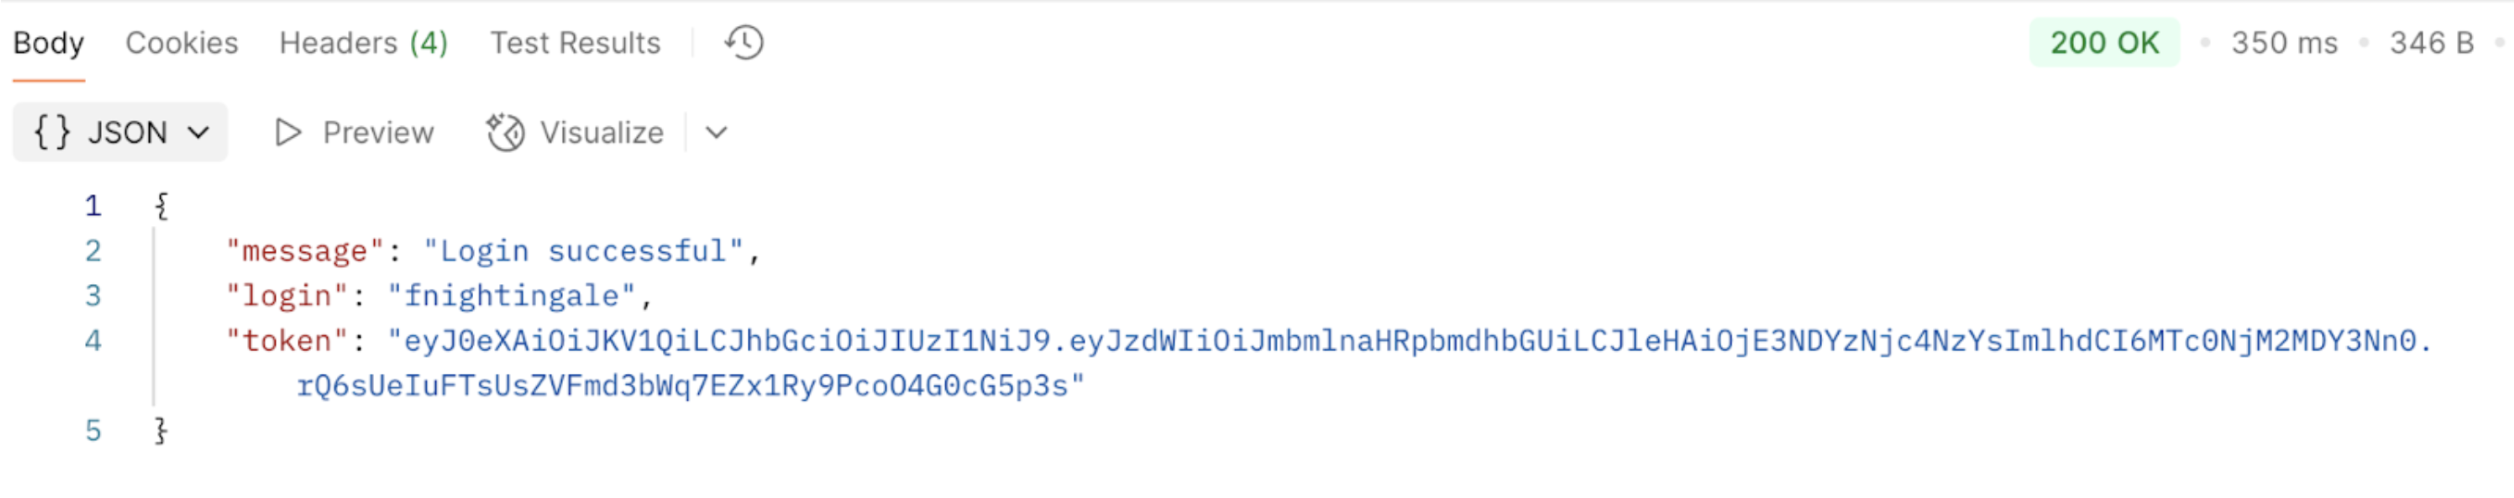 Body Cookies Headers (4) Test Results 200 OK • 350 ms • 346 B •
{} JSON Preview Visualize
1 {
2 "message": "Login successful",
3 "login": "fnightingale",
4 "token": "eyJ0eXAiOiJKV1QiLCJhbGciOiJIUzI1NiJ9.eyJzdWIiOiJmbmlnaHRpbmdhbGUiLCJleHAiOjE3NDYzNjc4NzYsImlhdCI6MTc0NjM2MDY3Nn0.
rQ6sUeIuFTsUsZVFmd3bWq7EZx1Ry9PcoO4G0cG5p3s"
5 }